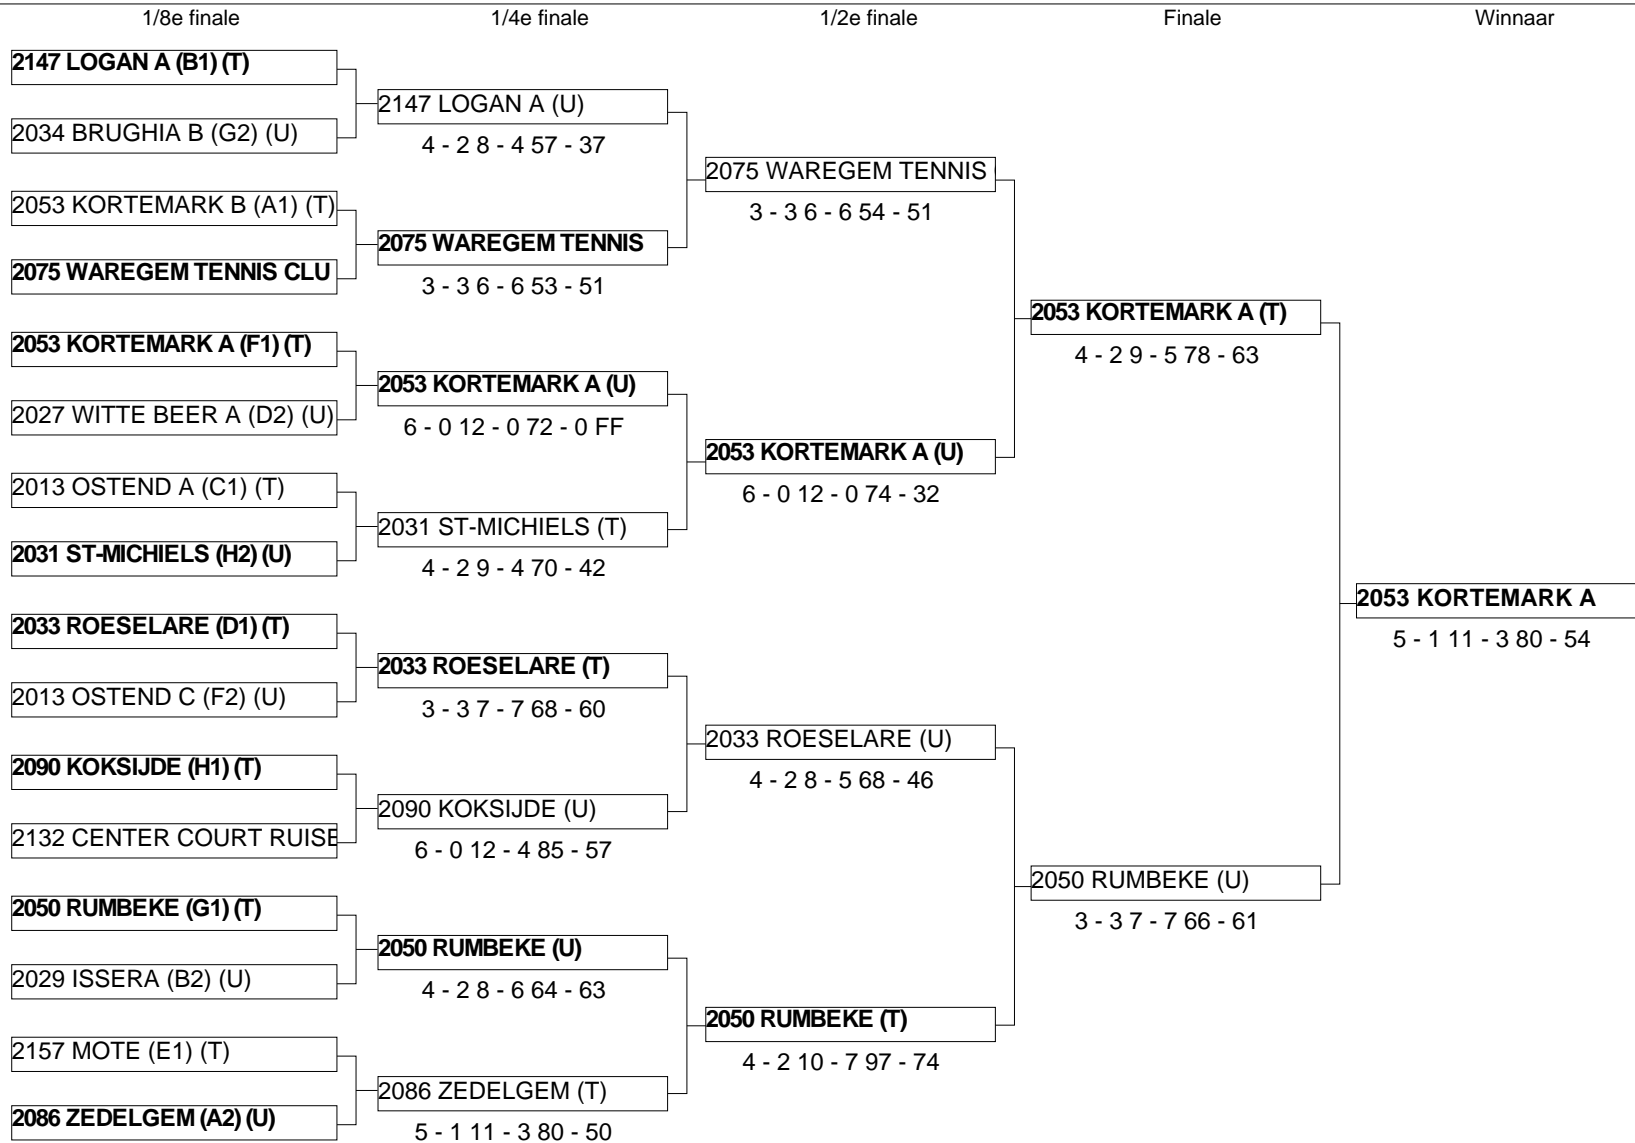 1/8e finale
1/4e finale
1/2e finale
Finale
Winnaar
2147 LOGAN A (B1) (T)
2034 BRUGHIA B (G2) (U)
2053 KORTEMARK B (A1) (T)
2075 WAREGEM TENNIS CLU
2053 KORTEMARK A (F1) (T)
2027 WITTE BEER A (D2) (U)
2013 OSTEND A (C1) (T)
2031 ST-MICHIELS (H2) (U)
2033 ROESELARE (D1) (T)
2013 OSTEND C (F2) (U)
2090 KOKSIJDE (H1) (T)
2132 CENTER COURT RUISE
2050 RUMBEKE (G1) (T)
2029 ISSERA (B2) (U)
2157 MOTE (E1) (T)
2086 ZEDELGEM (A2) (U)
2147 LOGAN A (U)
4 - 2 8 - 4 57 - 37
2075 WAREGEM TENNIS
3 - 3 6 - 6 53 - 51
2053 KORTEMARK A (U)
6 - 0 12 - 0 72 - 0 FF
2031 ST-MICHIELS (T)
4 - 2 9 - 4 70 - 42
2033 ROESELARE (T)
3 - 3 7 - 7 68 - 60
2090 KOKSIJDE (U)
6 - 0 12 - 4 85 - 57
2050 RUMBEKE (U)
4 - 2 8 - 6 64 - 63
2086 ZEDELGEM (T)
5 - 1 11 - 3 80 - 50
2075 WAREGEM TENNIS
3 - 3 6 - 6 54 - 51
2053 KORTEMARK A (U)
6 - 0 12 - 0 74 - 32
2033 ROESELARE (U)
4 - 2 8 - 5 68 - 46
2050 RUMBEKE (T)
4 - 2 10 - 7 97 - 74
2053 KORTEMARK A (T)
4 - 2 9 - 5 78 - 63
2050 RUMBEKE (U)
3 - 3 7 - 7 66 - 61
2053 KORTEMARK A
5 - 1 11 - 3 80 - 54